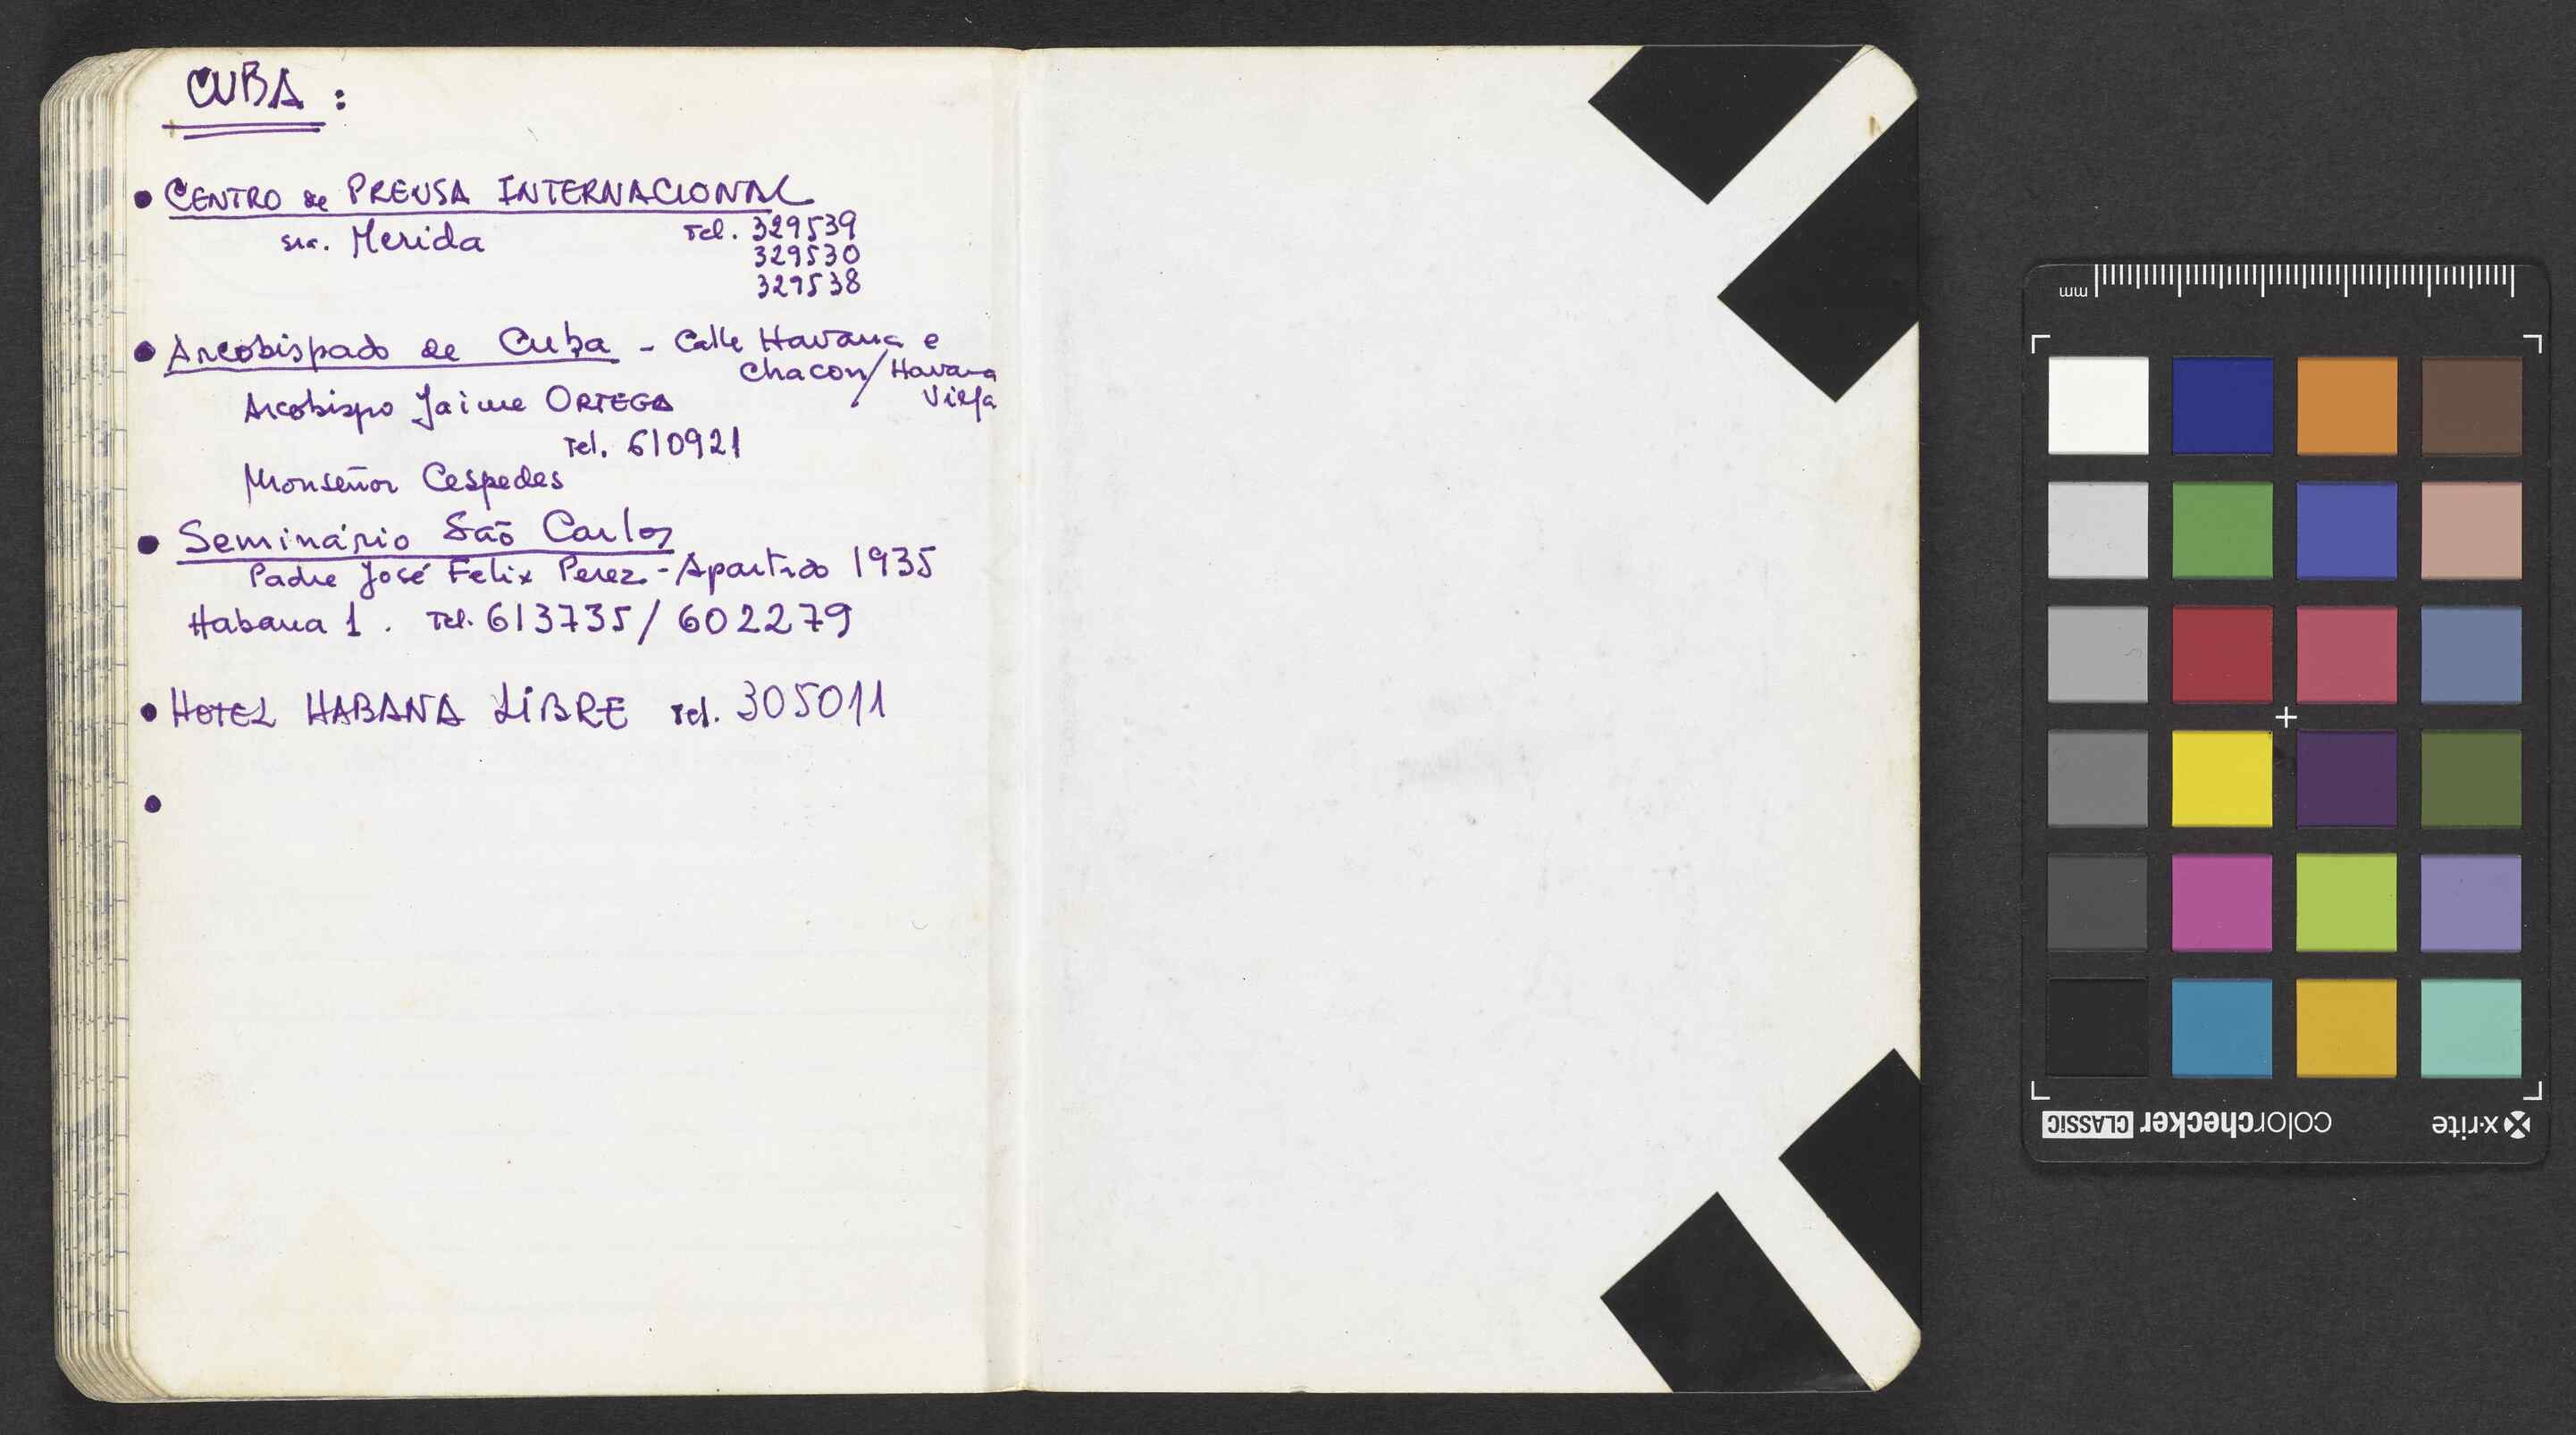 CUBA :
• CENTRO de PRENSA INTERNACIONAL
sra. Merida Tel. 329539
329530
329538
• Arcobispado de Cuba - Calle Havana e
Chacon/Havana
Vieja
Arcobispo Jaime ORTEGA
Tel. 610921
Monseñor Cespedes
• Seminário São Carlos
Padre José Felix Perez - Apartado 1935
Habana 1 . Tel. 613735/602279
• HOTEL HABANA LIBRE Tel. 305011
•
mm
x-rite
colorchecker CLASSIC